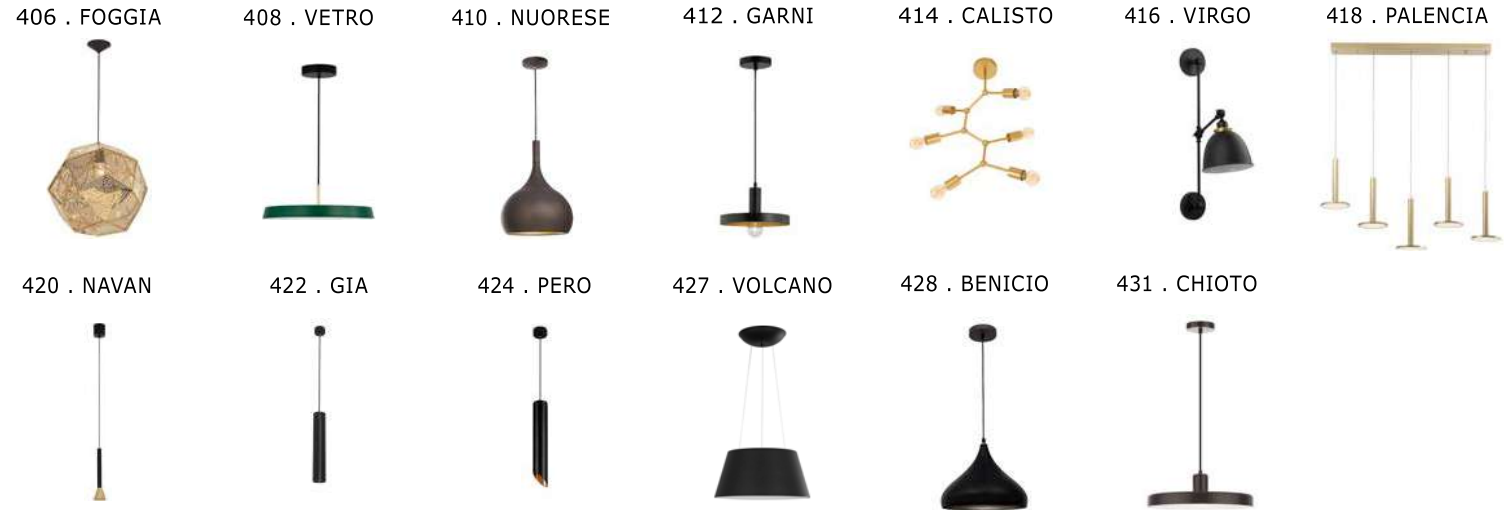 406 . FOGGIA
408 . VETRO
410 . NUORESE
412 . GARNI
414 . CALISTO
416 . VIRGO
418 . PALENCIA
420 . NAVAN
422 . GIA
424 . PERO
427 . VOLCANO
428 . BENICIO
431 . CHIOTO